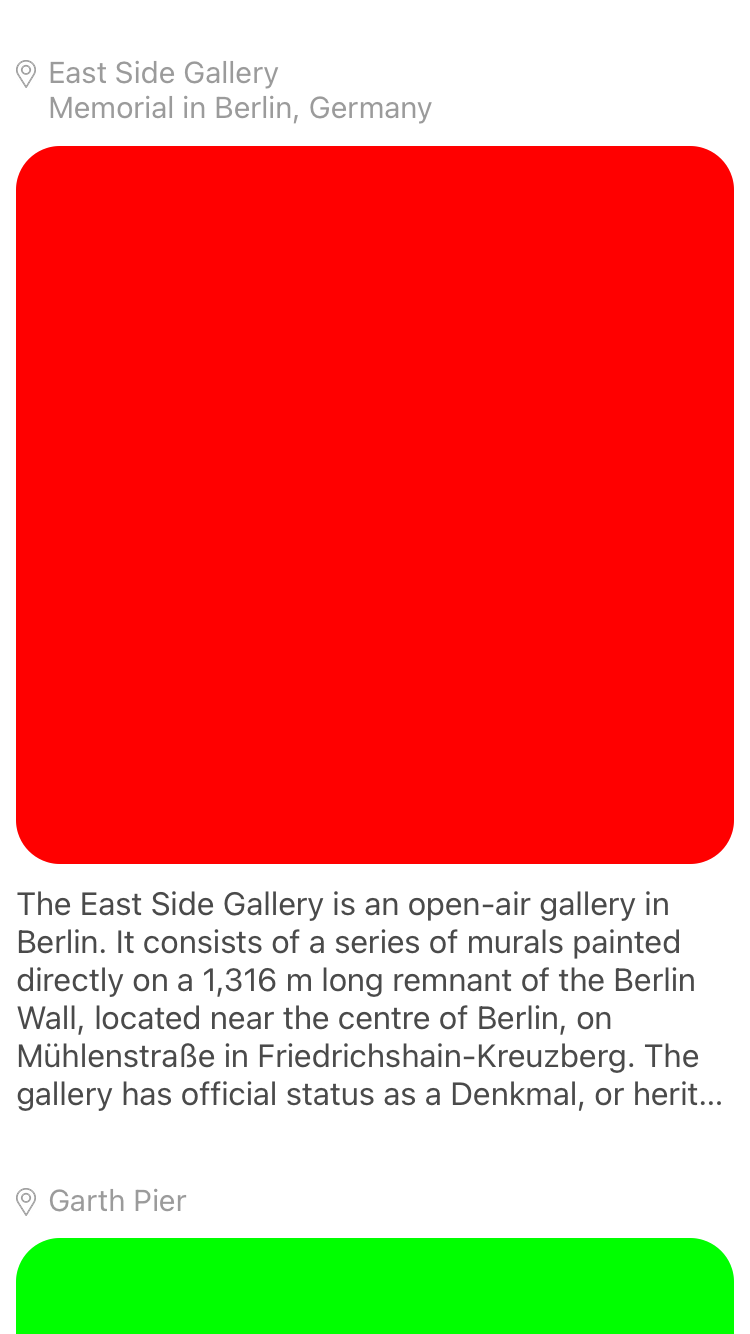 East Side Gallery
Memorial in Berlin, Germany
The East Side Gallery is an open-air gallery in
Berlin. It consists of a series of murals painted
directly on a 1,316 m long remnant of the Berlin
Wall, located near the centre of Berlin, on
Mühlenstraße in Friedrichshain-Kreuzberg. The
gallery has official status as a Denkmal, or herit...
Garth Pier